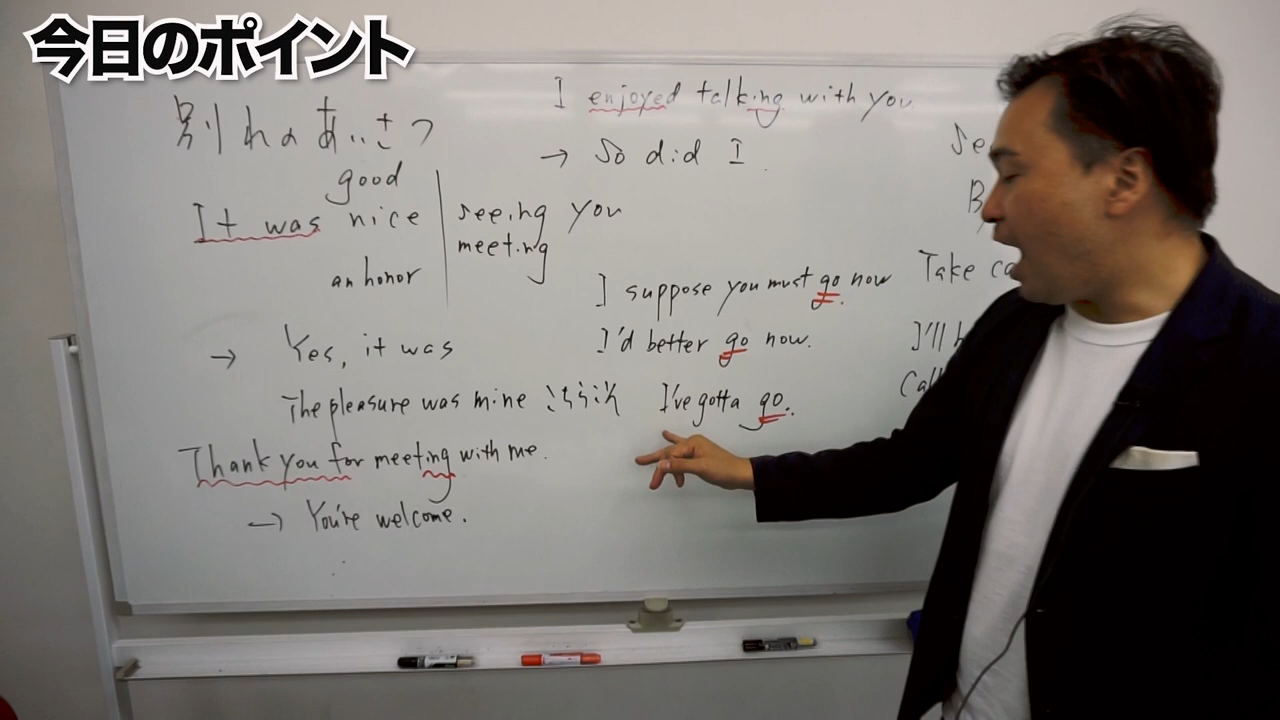 今日のポイント
別れのあいさつ
good
It was nice
an honor
seeing you
meeting
→ Yes, it was
The pleasure was mine こちらこそ
Thank you for meeting with me.
→ You're welcome.
I enjoyed talking with you
→ So did I.
I suppose you must go now
I'd better go now.
I've gotta go.
Take
I'll